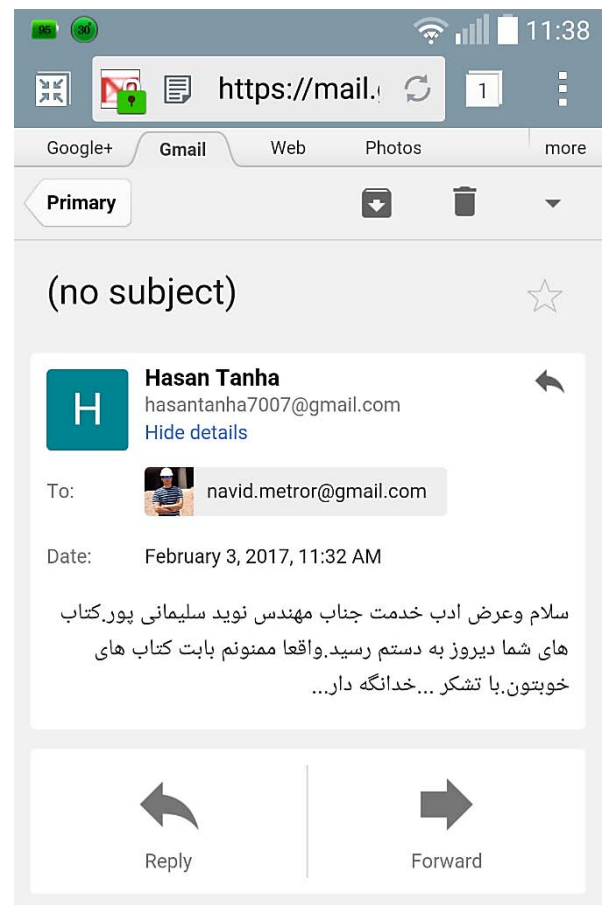 95 30° 11:38
https://mail.g 1
Google+ Gmail Web Photos more
Primary
(no subject)
H
Hasan Tanha
hasantanha7007@gmail.com
Hide details
To: navid.metror@gmail.com
Date: February 3, 2017, 11:32 AM
سلام وعرض ادب خدمت جناب مهندس نوید سلیمانی پور.کتاب
های شما دیروز به دستم رسید.واقعا ممنونم بابت کتاب های
خوبتون.با تشکر ...خدانگه دار...
Reply Forward